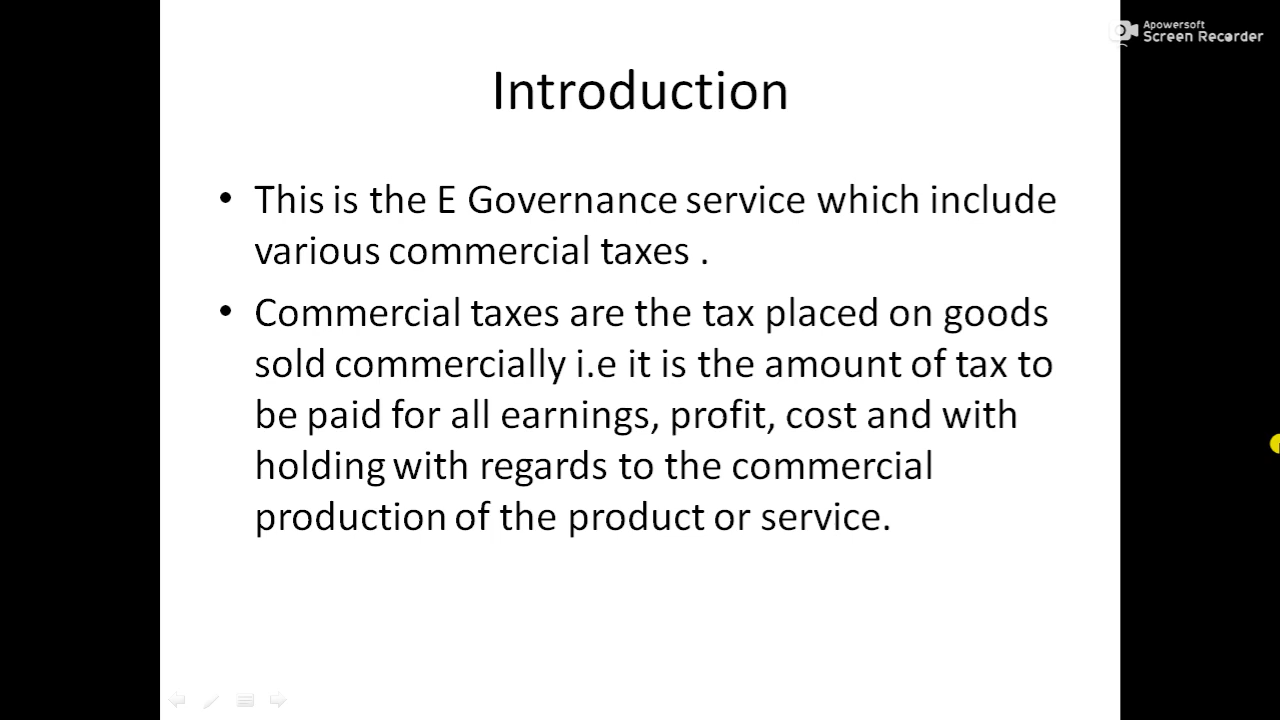 Apowersoft
Screen Recorder
Introduction
• This is the E Governance service which include
various commercial taxes .
• Commercial taxes are the tax placed on goods
sold commercially i.e it is the amount of tax to
be paid for all earnings, profit, cost and with
holding with regards to the commercial
production of the product or service.